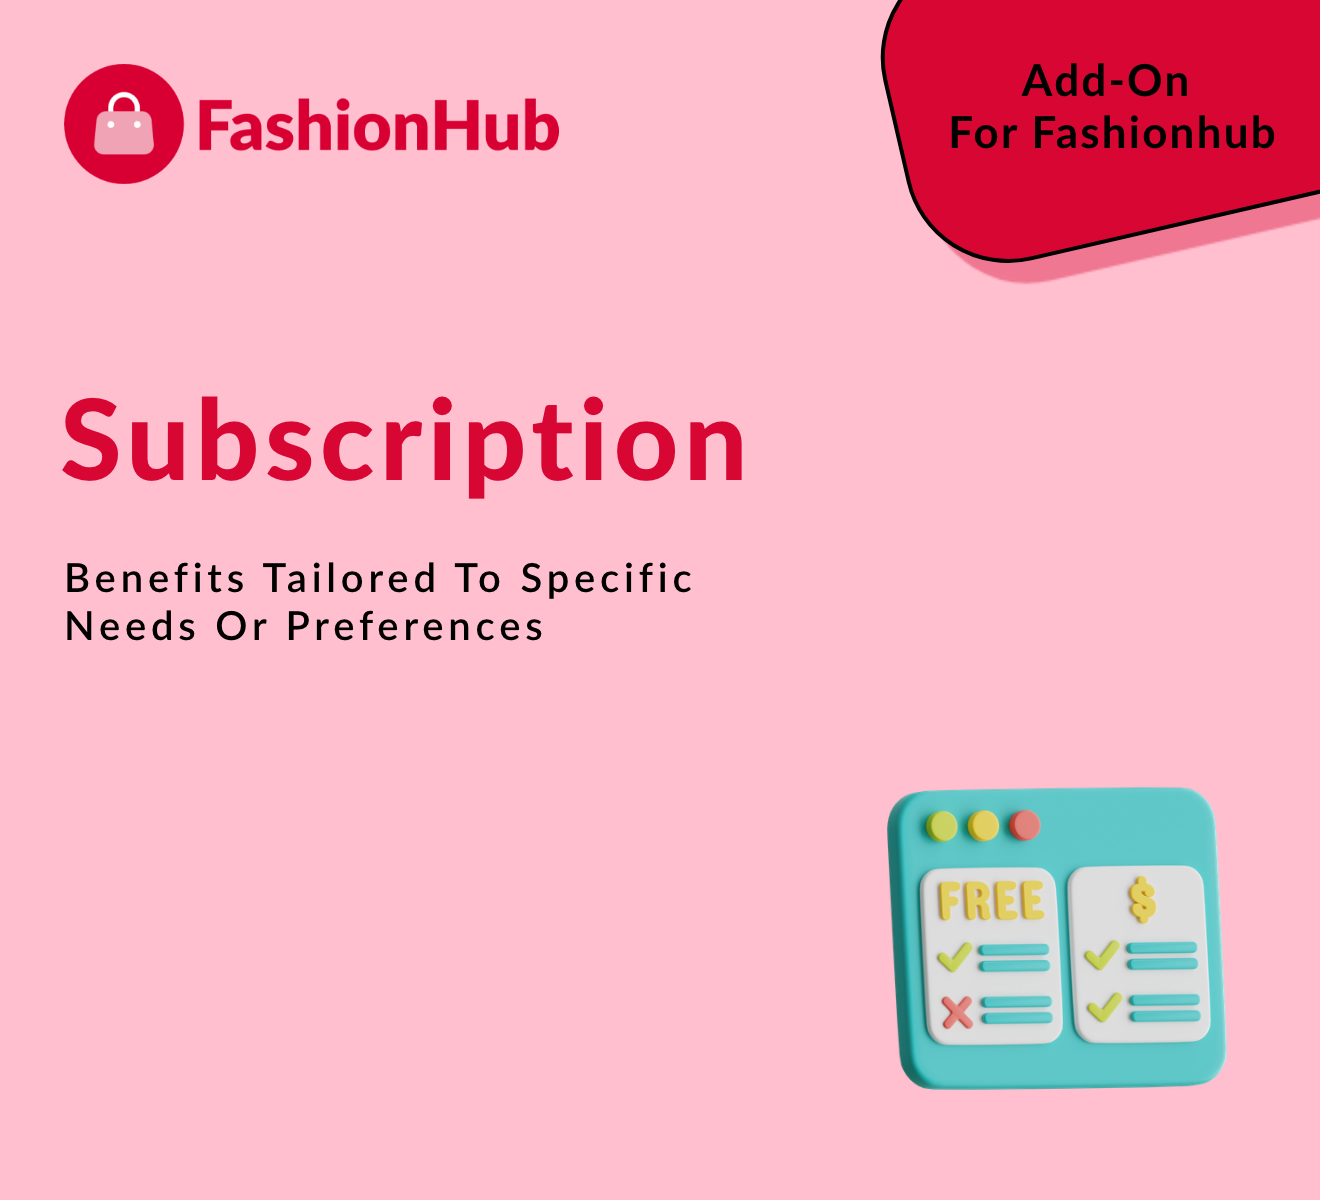 FashionHub
Add-On
For Fashionhub
Subscription
Benefits Tailored To Specific
Needs Or Preferences
FREE
$